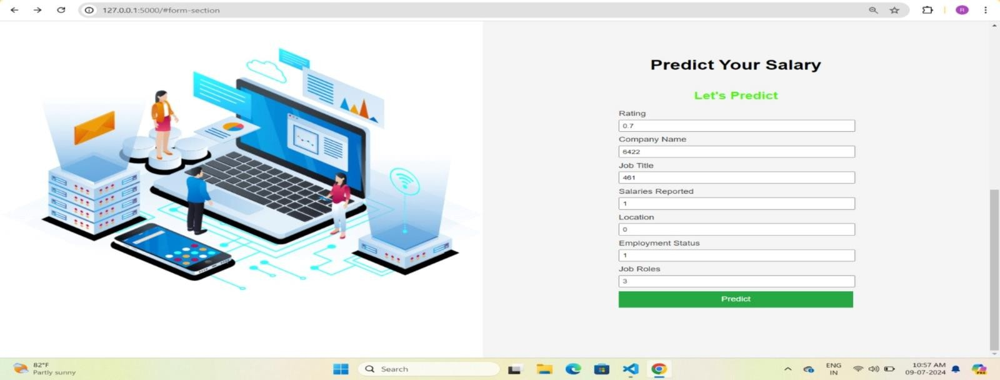 127.0.0.1:5000/#form-section
R
Predict Your Salary
Let's Predict
Rating
0.7
Company Name
6422
Job Title
461
Salaries Reported
1
Location
0
Employment Status
1
Job Roles
3
Predict
82°F
Partly sunny
Search
ENG
IN
10:57 AM
09-07-2024
PRE